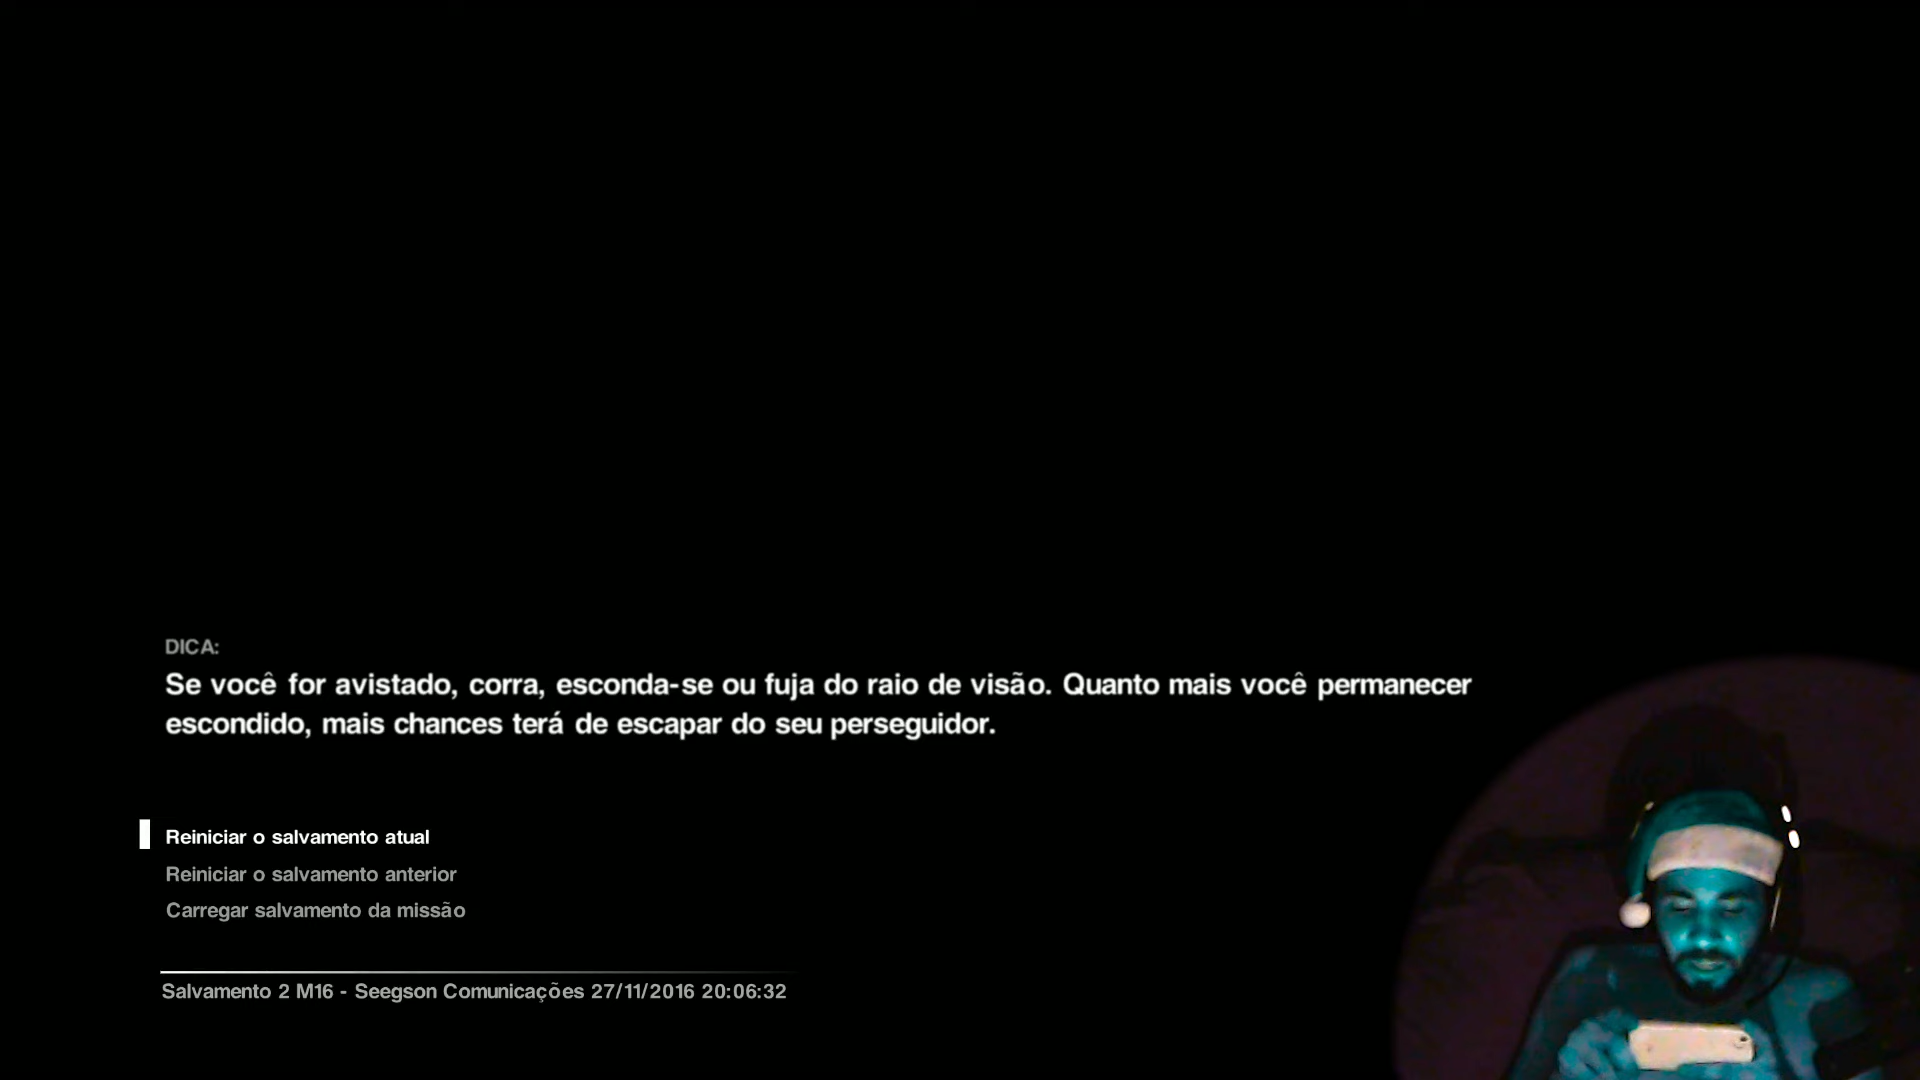 DICA:
Se você for avistado, corra, esconda-se ou fuja do raio de visão. Quanto mais você permanecer
escondido, mais chances terá de escapar do seu perseguidor.
Reiniciar o salvamento atual
Reiniciar o salvamento anterior
Carregar salvamento da missão
Salvamento 2 M16 - Seegson Comunicações 27/11/2016 20:06:32